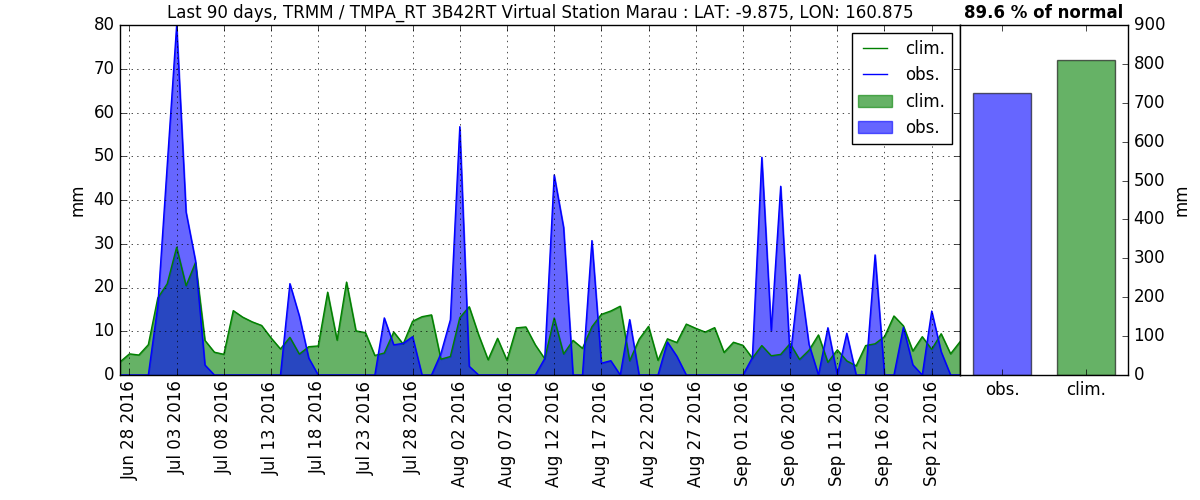 Last 90 days, TRMM / TMPA_RT 3B42RT Virtual Station Marau : LAT: -9.875, LON: 160.875
89.6 % of normal
80
70
60
50
40
30
20
10
0
mm
clim.
obs.
clim.
obs.
Jun 28 2016
Jul 03 2016
Jul 08 2016
Jul 13 2016
Jul 18 2016
Jul 23 2016
Jul 28 2016
Aug 02 2016
Aug 07 2016
Aug 12 2016
Aug 17 2016
Aug 22 2016
Aug 27 2016
Sep 01 2016
Sep 06 2016
Sep 11 2016
Sep 16 2016
Sep 21 2016
900
800
700
600
500
400
300
200
100
0
mm
obs.
clim.